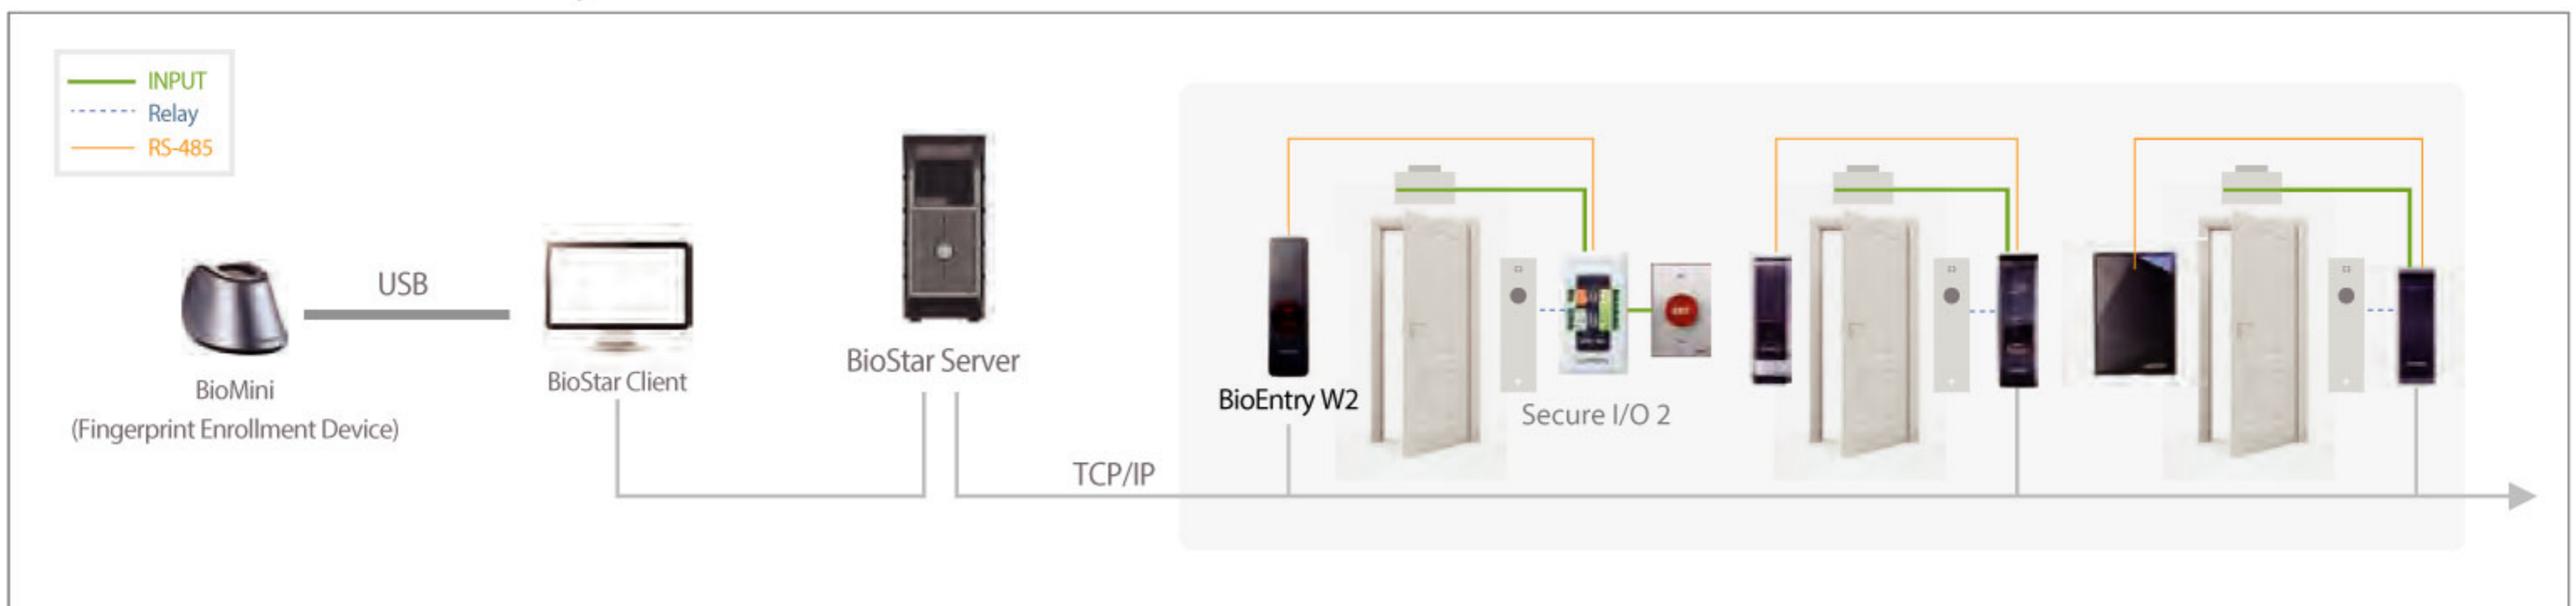 INPUT
Relay
RS-485
USB
BioMini
(Fingerprint Enrollment Device)
BioStar Client
BioStar Server
TCP/IP
BioEntry W2
Secure I/O 2
EXIT